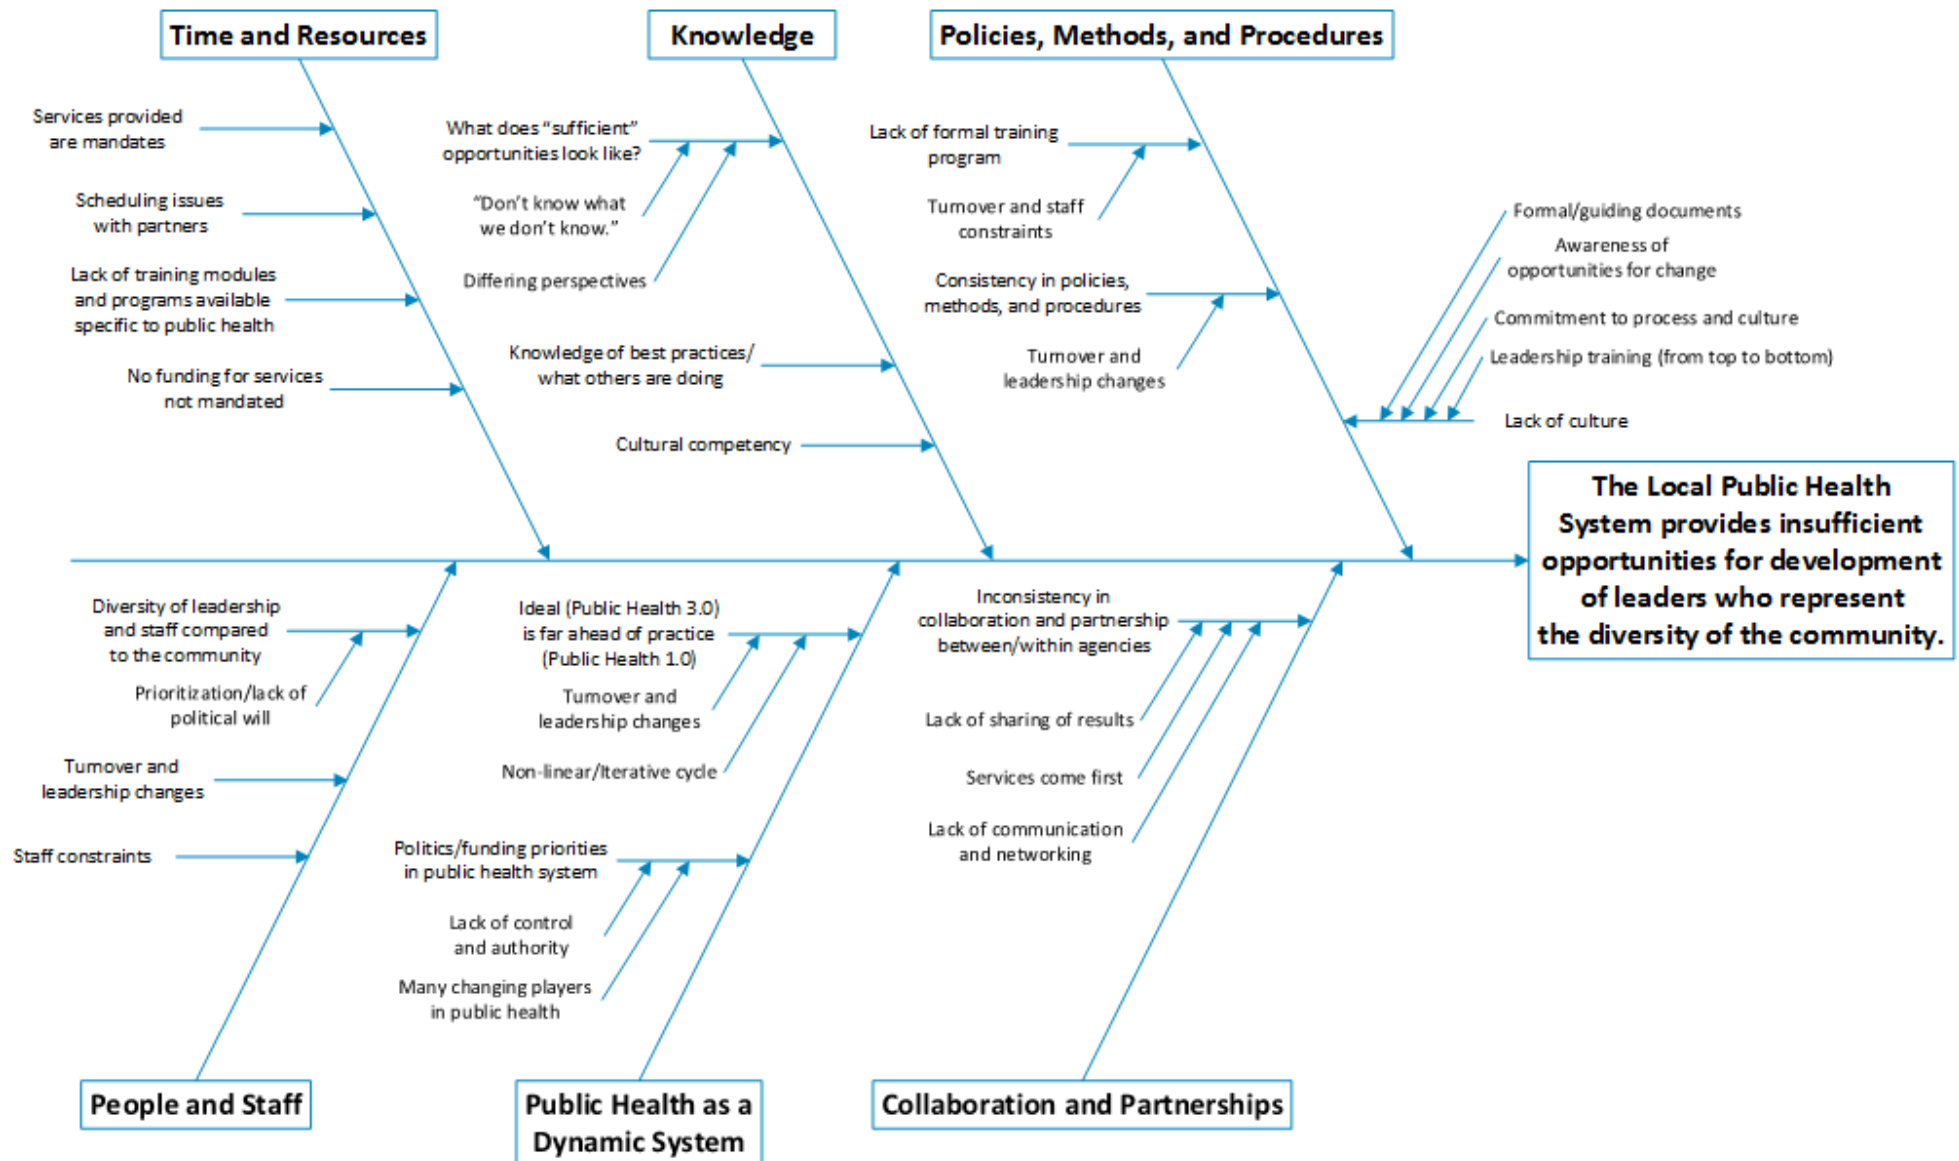 Time and Resources
Knowledge
Policies, Methods, and Procedures
Services provided
are mandates
Scheduling issues
with partners
Lack of training modules
and programs available
specific to public health
No funding for services
not mandated
What does “sufficient”
opportunities look like?
“Don’t know what
we don’t know.”
Differing perspectives
Knowledge of best practices/
what others are doing
Cultural competency
Lack of formal training
program
Turnover and staff
constraints
Consistency in policies,
methods, and procedures
Turnover and
leadership changes
Formal/guiding documents
Awareness of
opportunities for change
Commitment to process and culture
Leadership training (from top to bottom)
Lack of culture
The Local Public Health
System provides insufficient
opportunities for development
of leaders who represent
the diversity of the community.
Diversity of leadership
and staff compared
to the community
Prioritization/lack of
political will
Turnover and
leadership changes
Staff constraints
Ideal (Public Health 3.0)
is far ahead of practice
(Public Health 1.0)
Turnover and
leadership changes
Non-linear/Iterative cycle
Politics/funding priorities
in public health system
Lack of control
and authority
Many changing players
in public health
Inconsistency in
collaboration and partnership
between/within agencies
Lack of sharing of results
Services come first
Lack of communication
and networking
People and Staff
Public Health as a
Dynamic System
Collaboration and Partnerships